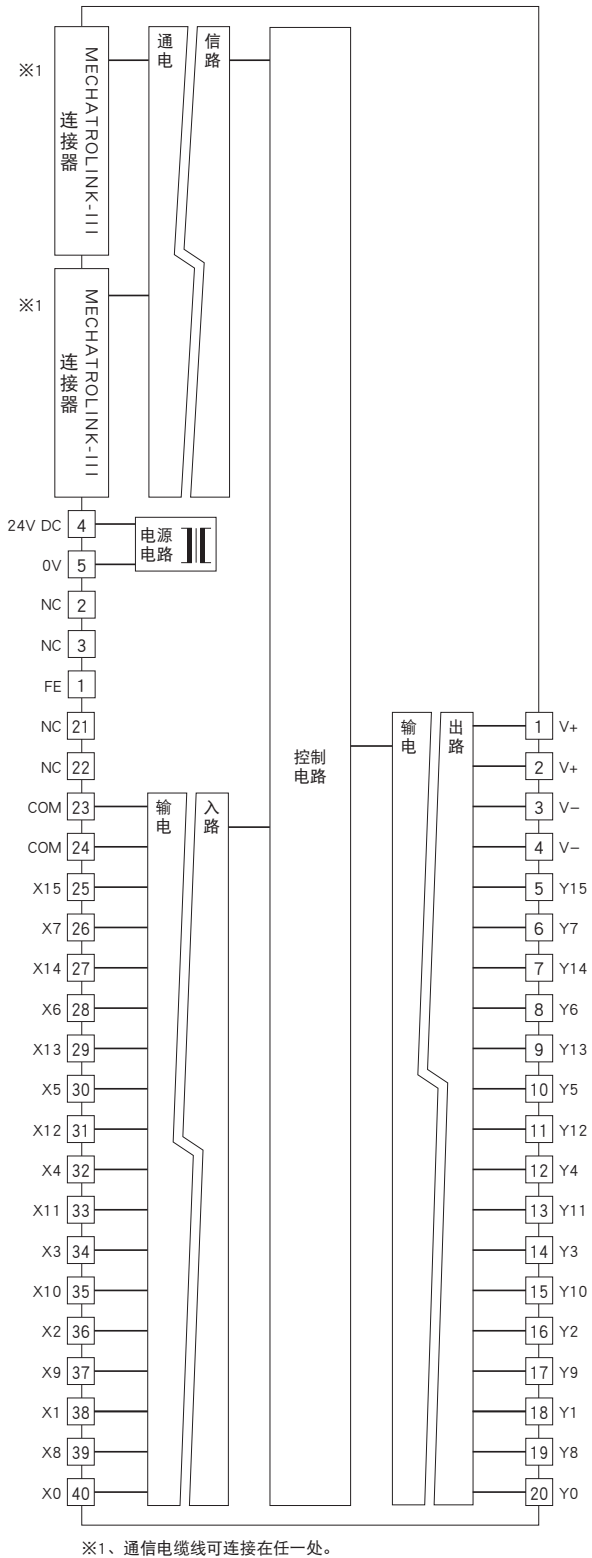 ※1
MECHATROLINK-III
连接器
通信
电路
※1
MECHATROLINK-III
连接器
24V DC 4
电源
电路
0V 5
NC 2
NC 3
FE 1
NC 21
NC 22
控制
电路
输出
电路
1 V+
2 V+
3 V−
4 V−
5 Y15
6 Y7
7 Y14
8 Y6
9 Y13
10 Y5
11 Y12
12 Y4
13 Y11
14 Y3
15 Y10
16 Y2
17 Y9
18 Y1
19 Y8
20 Y0
输入
电路
COM 23
COM 24
X15 25
X7 26
X14 27
X6 28
X13 29
X5 30
X12 31
X4 32
X11 33
X3 34
X10 35
X2 36
X9 37
X1 38
X8 39
X0 40
※1、通信电缆线可连接在任一处。